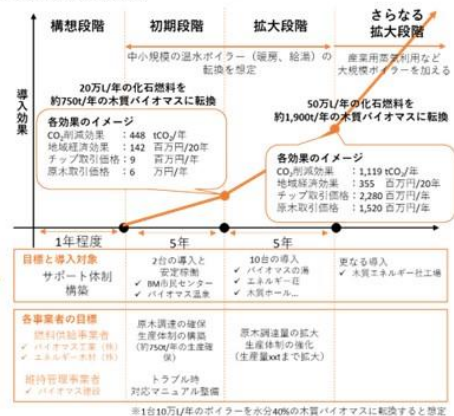 構想段階
初期段階
拡大段階
さらなる
拡大段階
中小規模の温水ボイラー（暖房、給湯）の
転換を想定
産業用蒸気利用など
大規模ボイラーを加える
導入効果
20万L/年の化石燃料を
約750t/年の木質バイオマスに転換
各効果のイメージ
CO₂削減効果 : 448 tCO₂/年
地域経済効果 : 142 百万円/20年
チップ取引価格 : 9 百万円/年
原木取引価格 : 6 万円/年
50万L/年の化石燃料を
約1,900t/年の木質バイオマスに転換
各効果のイメージ
CO₂削減効果 : 1,119 tCO₂/年
地域経済効果 : 355 百万円/20年
チップ取引価格 : 2,280 百万円/年
原木取引価格 : 1,520 百万円/年
1年程度
5年
5年
目標と導入対象
サポート体制
構築
2台の導入と
安定稼働
✓ BM市民センター
✓ バイオマス温泉
10台の導入
✓ バイオマスの湯
✓ エネルギー荘
✓ 木質ホール...
更なる導入
✓ 木質エネルギー社工場
各事業者の目標
燃料供給事業者
✓ バイオマス工業（株）
✓ エネルギー木材（株）
原木調達の確保
生産体制の構築
（約750t/年の生産確
保）
原木調達量の拡大
生産体制の強化
（生産量xxtまで拡大）
維持管理事業者
✓ バイオマス建設
トラブル時
対応マニュアル整備
※1台10万L/年のボイラーを水分40%の木質バイオマスに転換すると想定